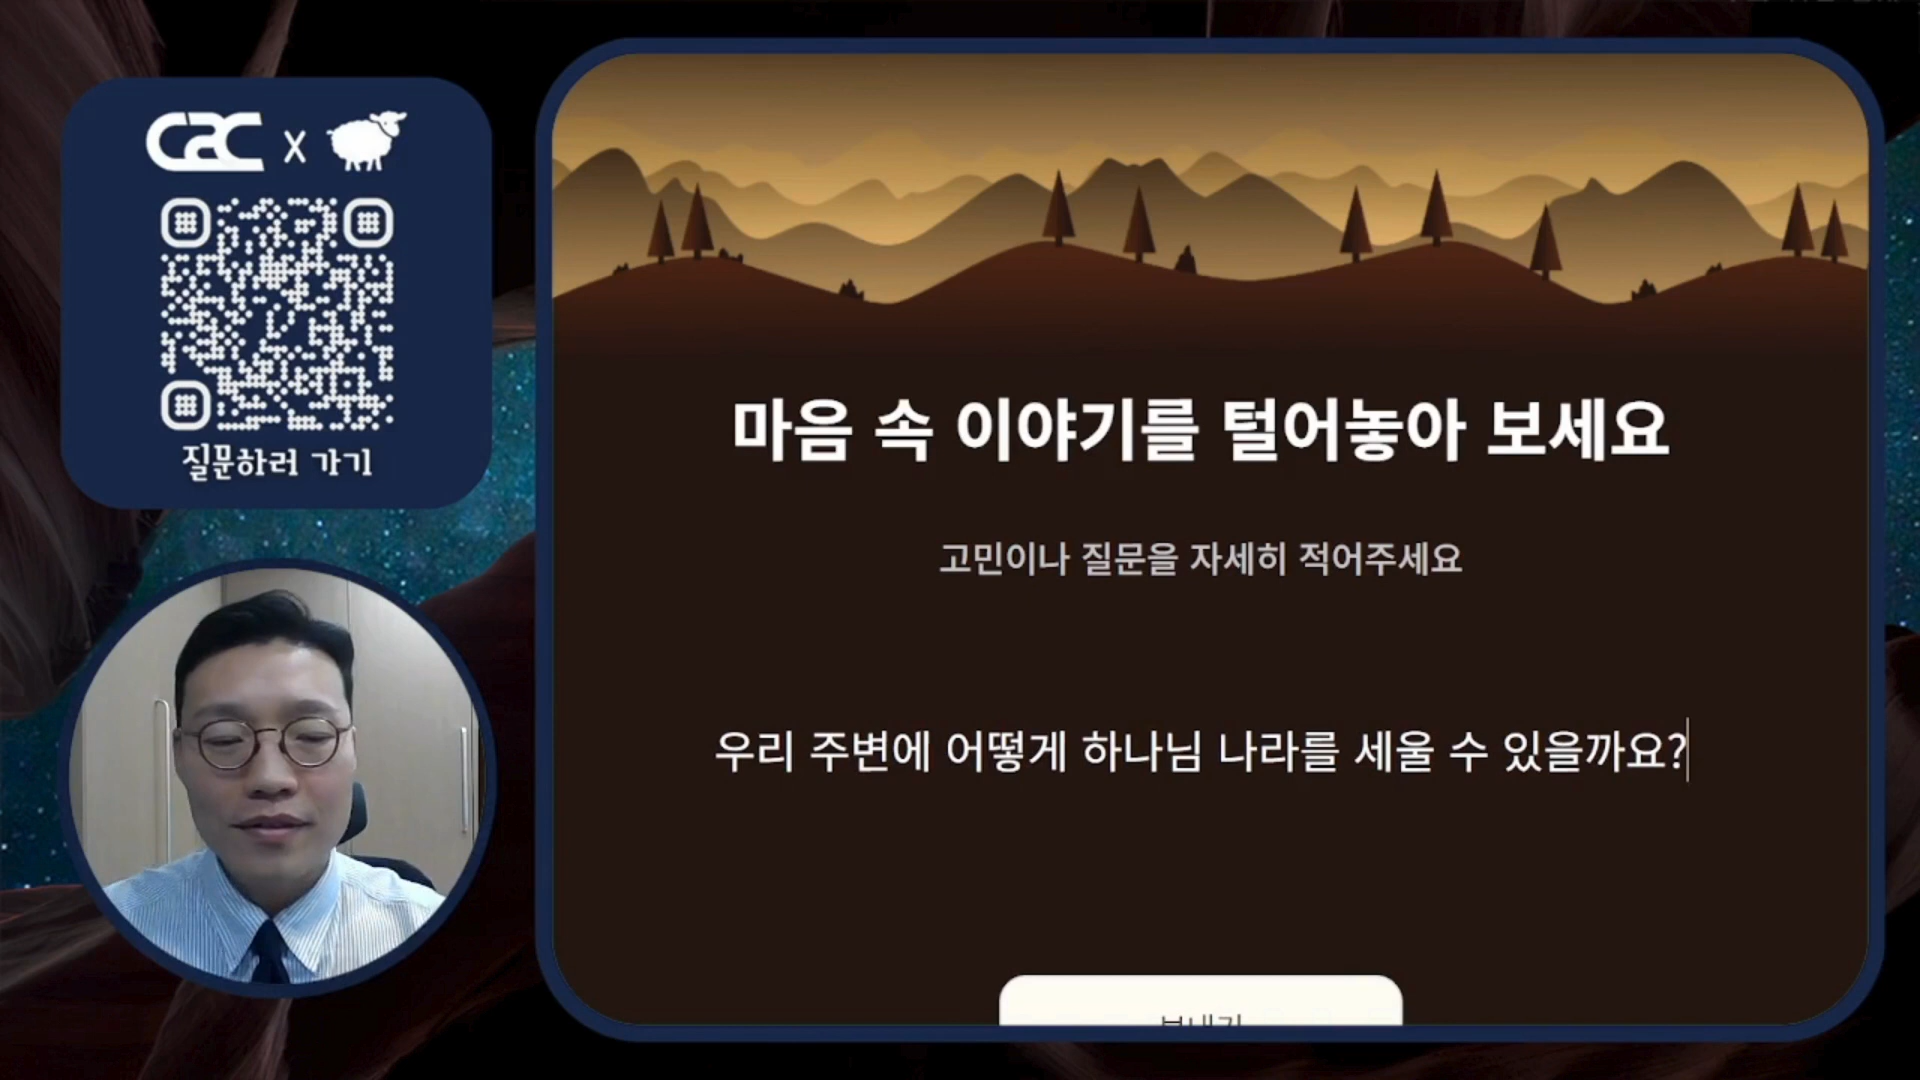 CAC X
질문하러 가기
마음 속 이야기를 털어놓아 보세요
고민이나 질문을 자세히 적어주세요
우리 주변에 어떻게 하나님 나라를 세울 수 있을까요?